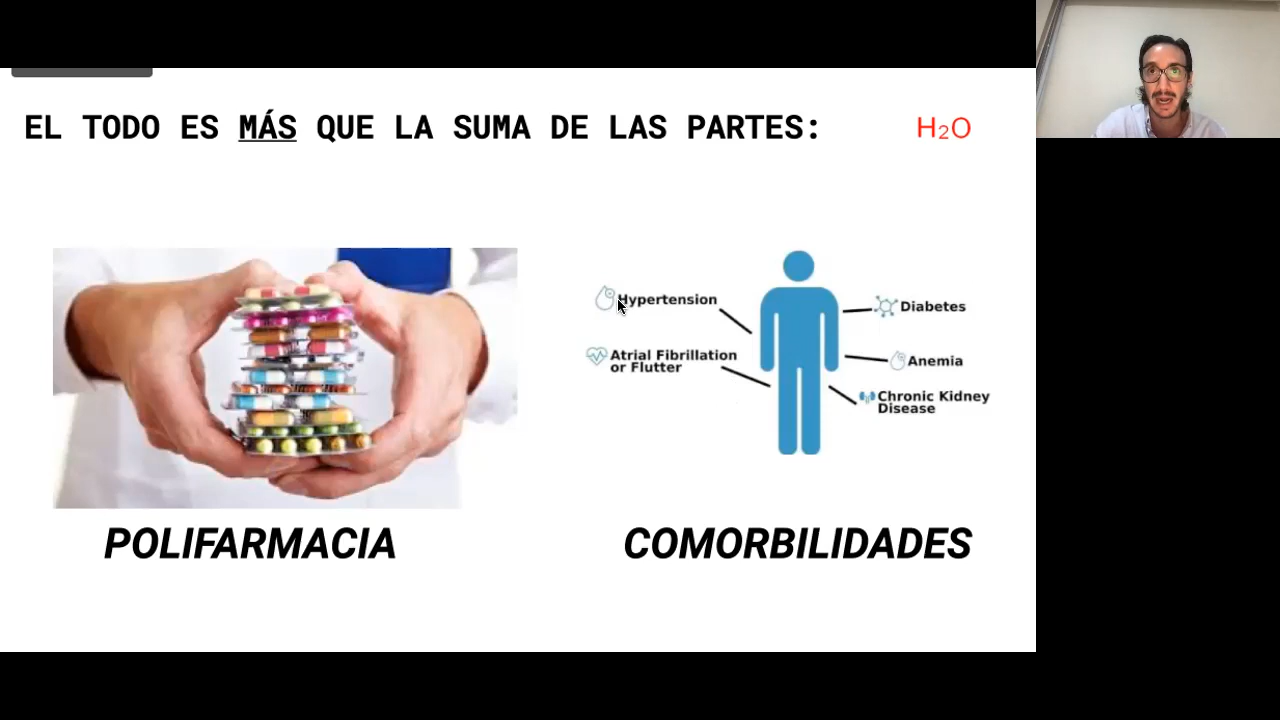 EL TODO ES MÁS QUE LA SUMA DE LAS PARTES:
H₂O
Hypertension
Atrial Fibrillation
or Flutter
Diabetes
Anemia
Chronic Kidney
Disease
POLIFARMACIA
COMORBILIDADES